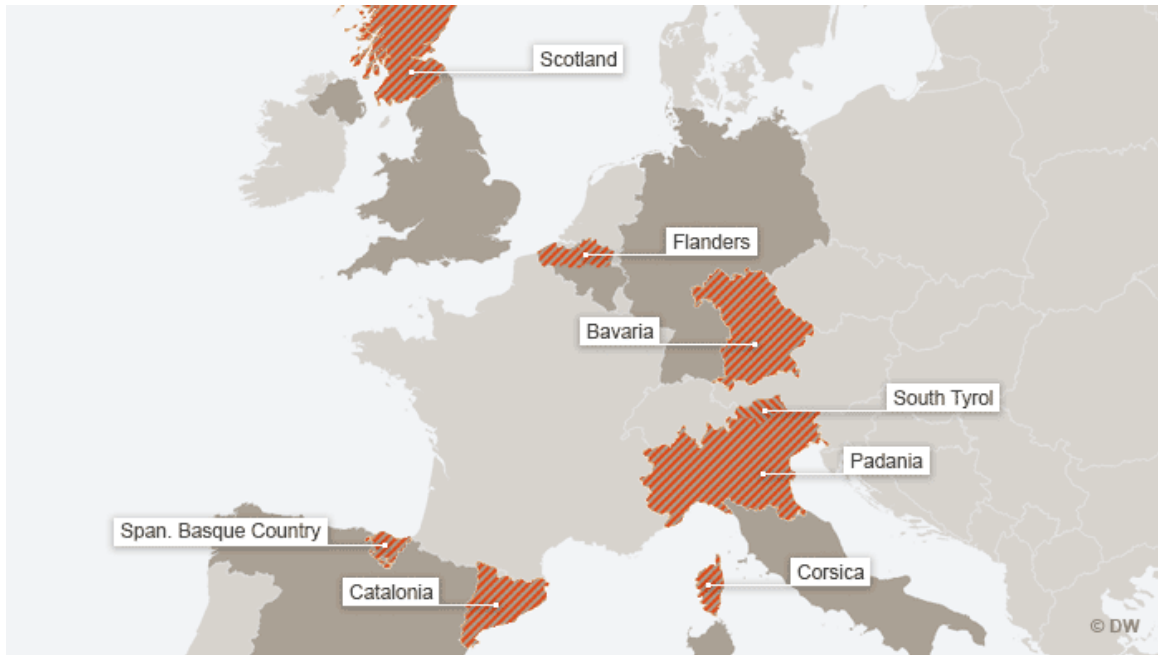 Scotland
Flanders
Bavaria
South Tyrol
Padania
Span. Basque Country
Corsica
Catalonia
© DW